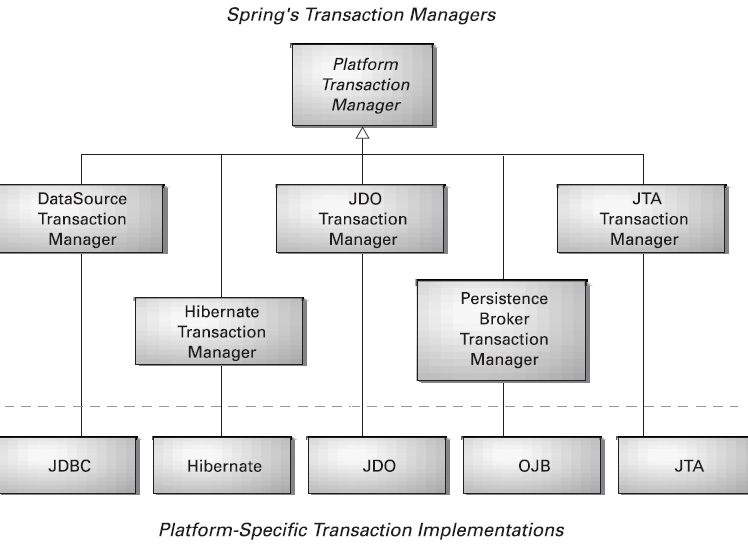 Spring's Transaction Managers
Platform
Transaction
Manager
DataSource
Transaction
Manager
JDO
Transaction
Manager
JTA
Transaction
Manager
Hibernate
Transaction
Manager
Persistence
Broker
Transaction
Manager
JDBC
Hibernate
JDO
OJB
JTA
Platform-Specific Transaction Implementations